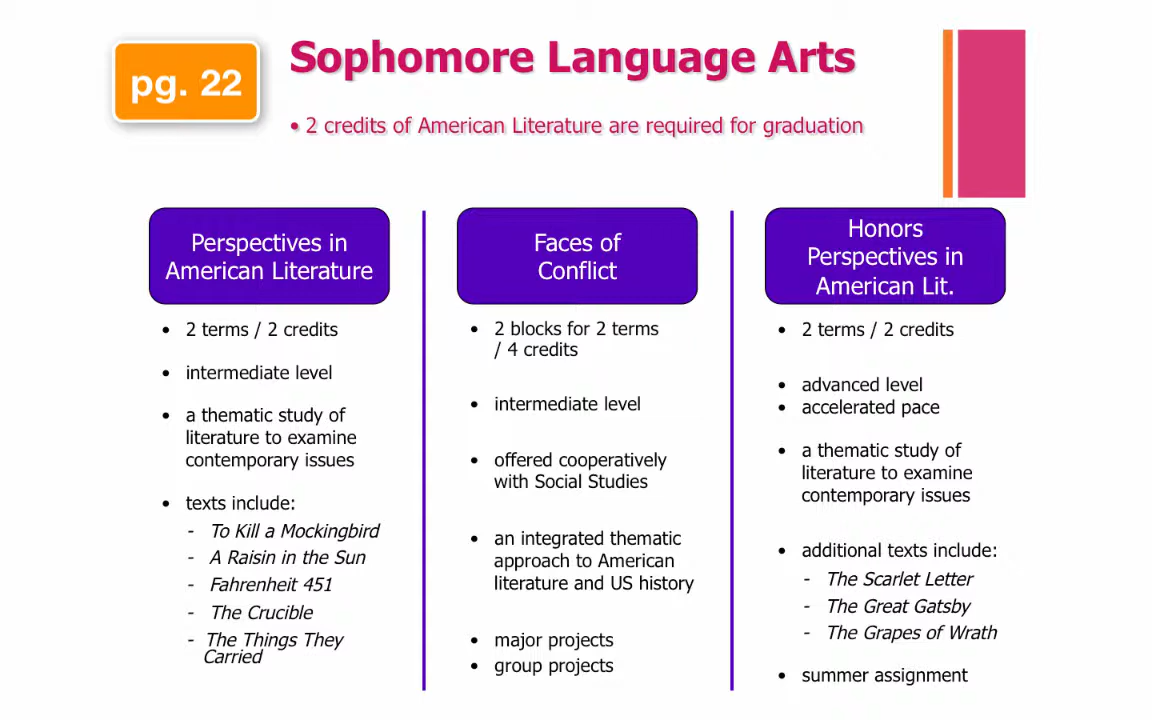 pg. 22
Sophomore Language Arts
• 2 credits of American Literature are required for graduation
Perspectives in
American Literature
• 2 terms / 2 credits
• intermediate level
• a thematic study of
literature to examine
contemporary issues
• texts include:
- To Kill a Mockingbird
- A Raisin in the Sun
- Fahrenheit 451
- The Crucible
- The Things They
Carried
Faces of
Conflict
• 2 blocks for 2 terms
/ 4 credits
• intermediate level
• offered cooperatively
with Social Studies
• an integrated thematic
approach to American
literature and US history
• major projects
• group projects
Honors
Perspectives in
American Lit.
• 2 terms / 2 credits
• advanced level
• accelerated pace
• a thematic study of
literature to examine
contemporary issues
• additional texts include:
- The Scarlet Letter
- The Great Gatsby
- The Grapes of Wrath
• summer assignment